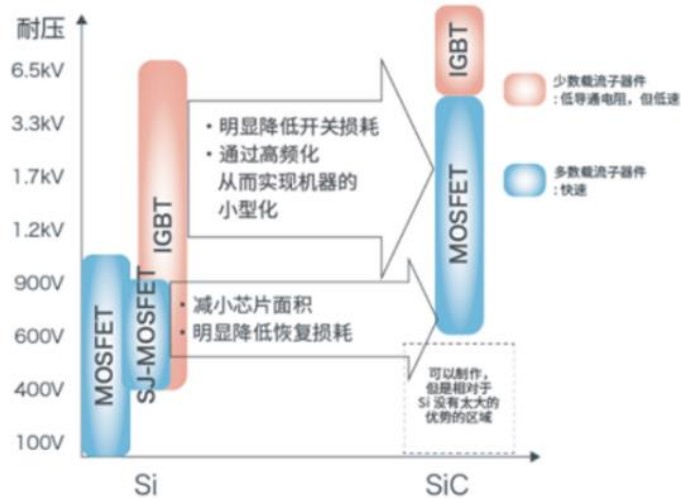 耐压
6.5kV
3.3kV
1.7kV
1.2kV
900V
600V
400V
100V
MOSFET
SJ-MOSFET
IGBT
・明显降低开关损耗
・通过高频化
从而实现机器的
小型化
・减小芯片面积
・明显降低恢复损耗
IGBT
MOSFET
可以制作，
但是相对于
Si 没有太大的
优势的区域
少数载流子器件
: 低导通电阻，但低速
多数载流子器件
: 快速
Si
SiC